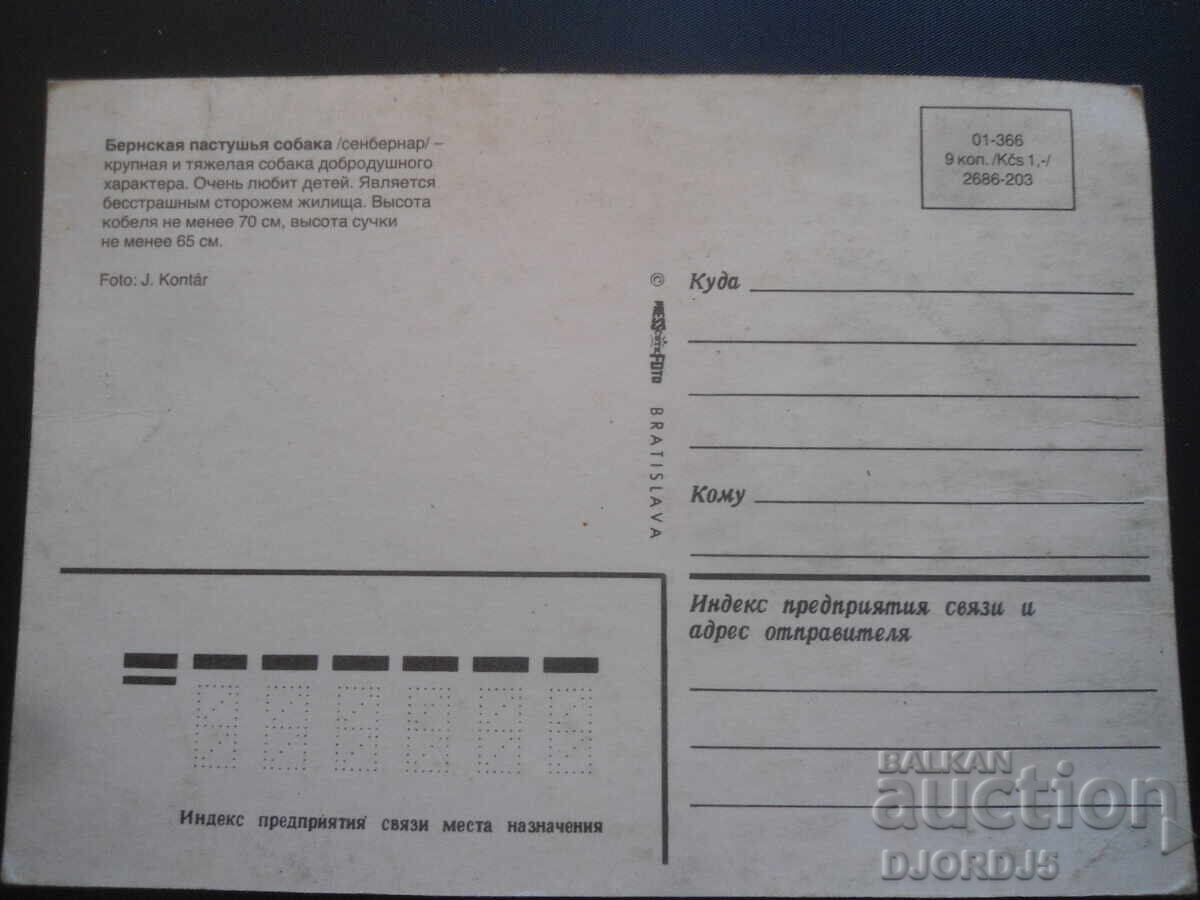 Бернская пастушья собака /сенбернар/ –
крупная и тяжелая собака добродушного
характера. Очень любит детей. Является
бесстрашным сторожем жилища. Высота
кобеля не менее 70 см, высота сучки
не менее 65 см.
Foto: J. Kontár
01-366
9 коп. /Kčs 1,-/
2686-203
© PRESSFOTO BRATISLAVA
Куда
Кому
Индекс предприятия связи и
адрес отправителя
Индекс предприятия связи места назначения
BALKAN
auction
DJORDJ5